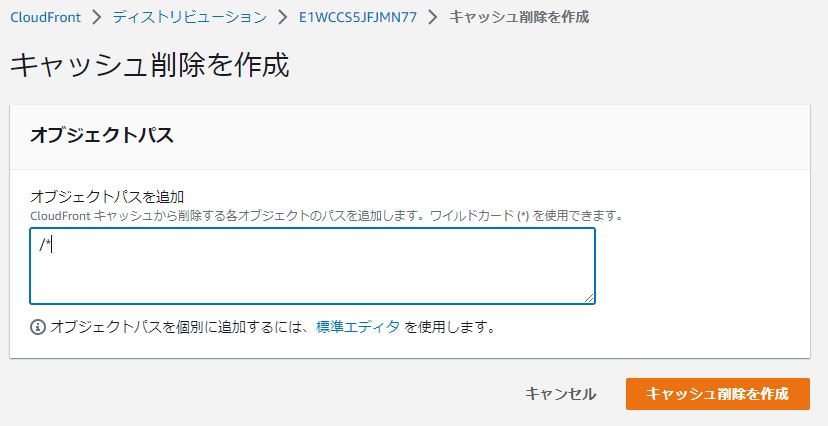 CloudFront > ディストリビューション > E1WCCS5JFJMN77 > キャッシュ削除を作成
キャッシュ削除を作成
オブジェクトパス
オブジェクトパスを追加
CloudFront キャッシュから削除する各オブジェクトのパスを追加します。ワイルドカード (*) を使用できます。
/*
オブジェクトパスを個別に追加するには、標準エディタ を使用します。
キャンセル キャッシュ削除を作成